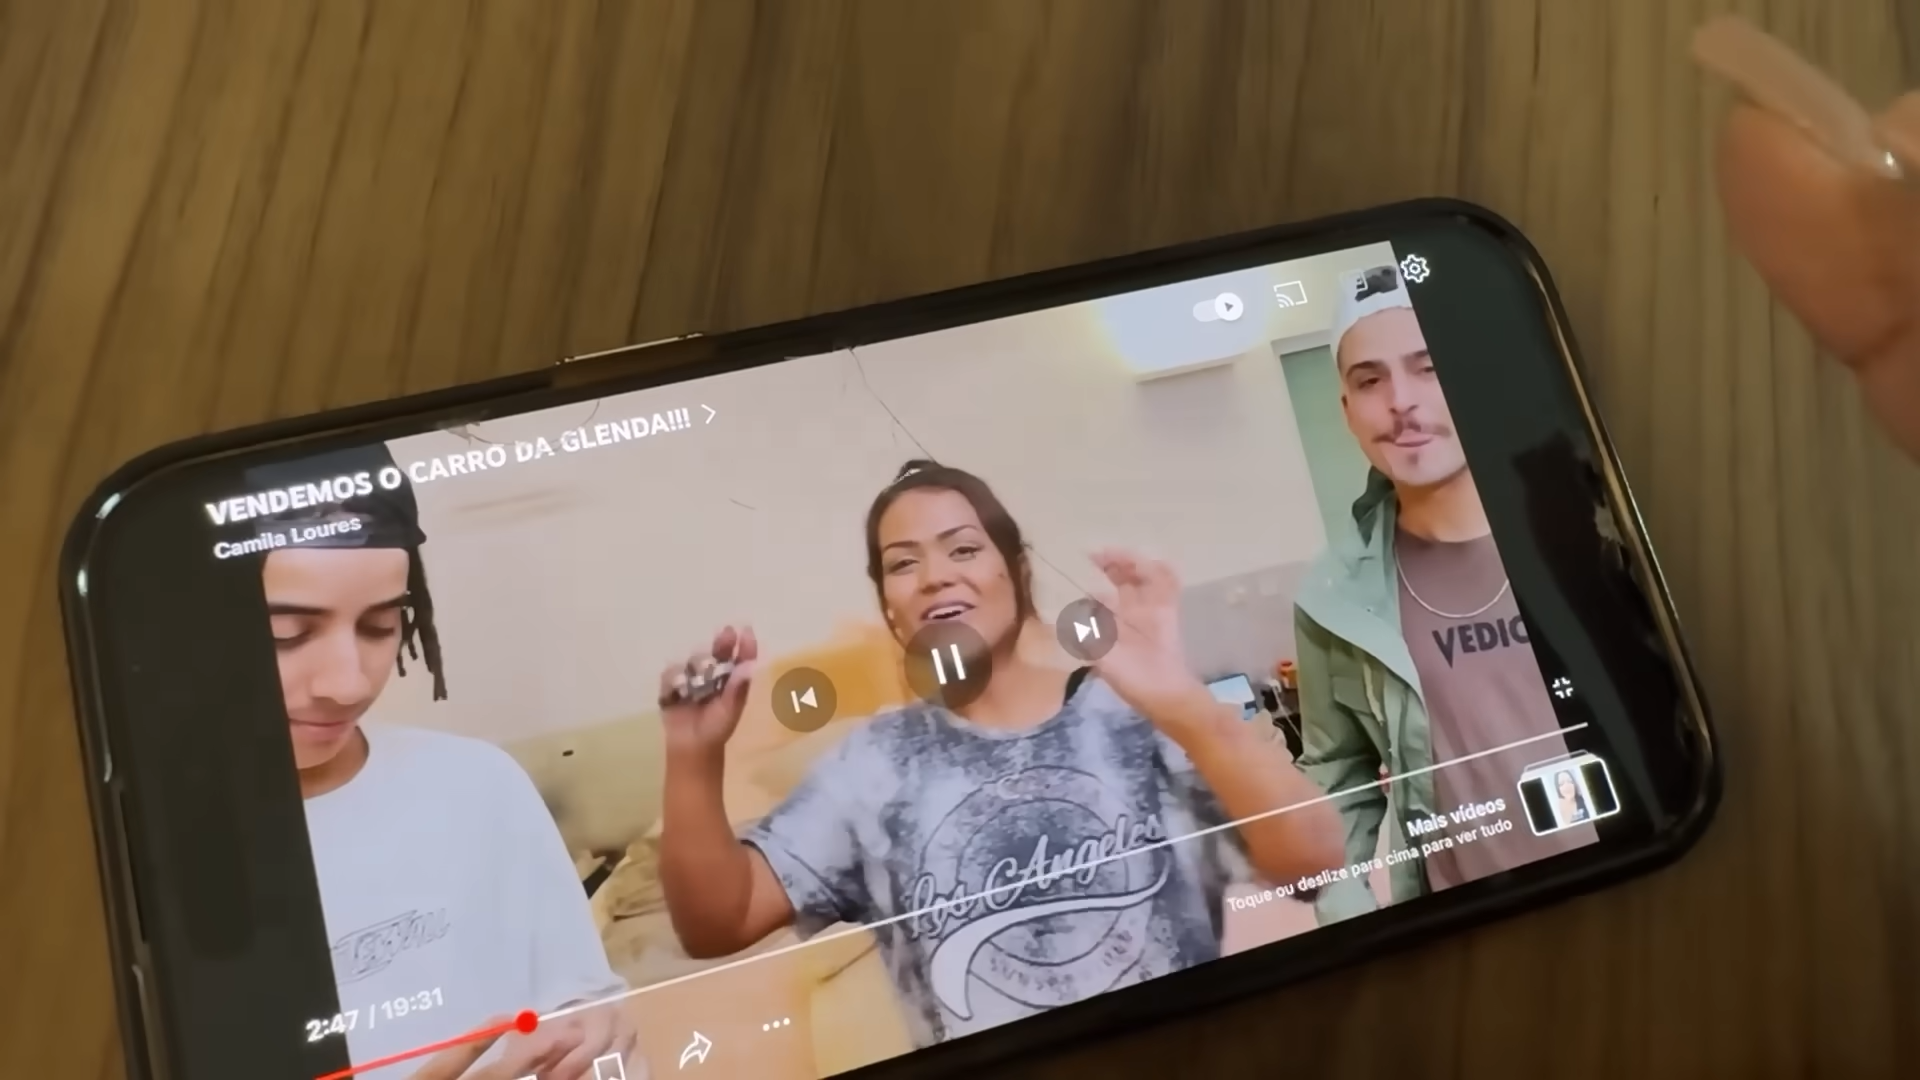 VENDEMOS O CARRO DA GLENDA!!!
Camila Loures
VEDIC
Los Angeles
Mais vídeos
Toque ou deslize para cima para ver tudo
2:47 / 19:31